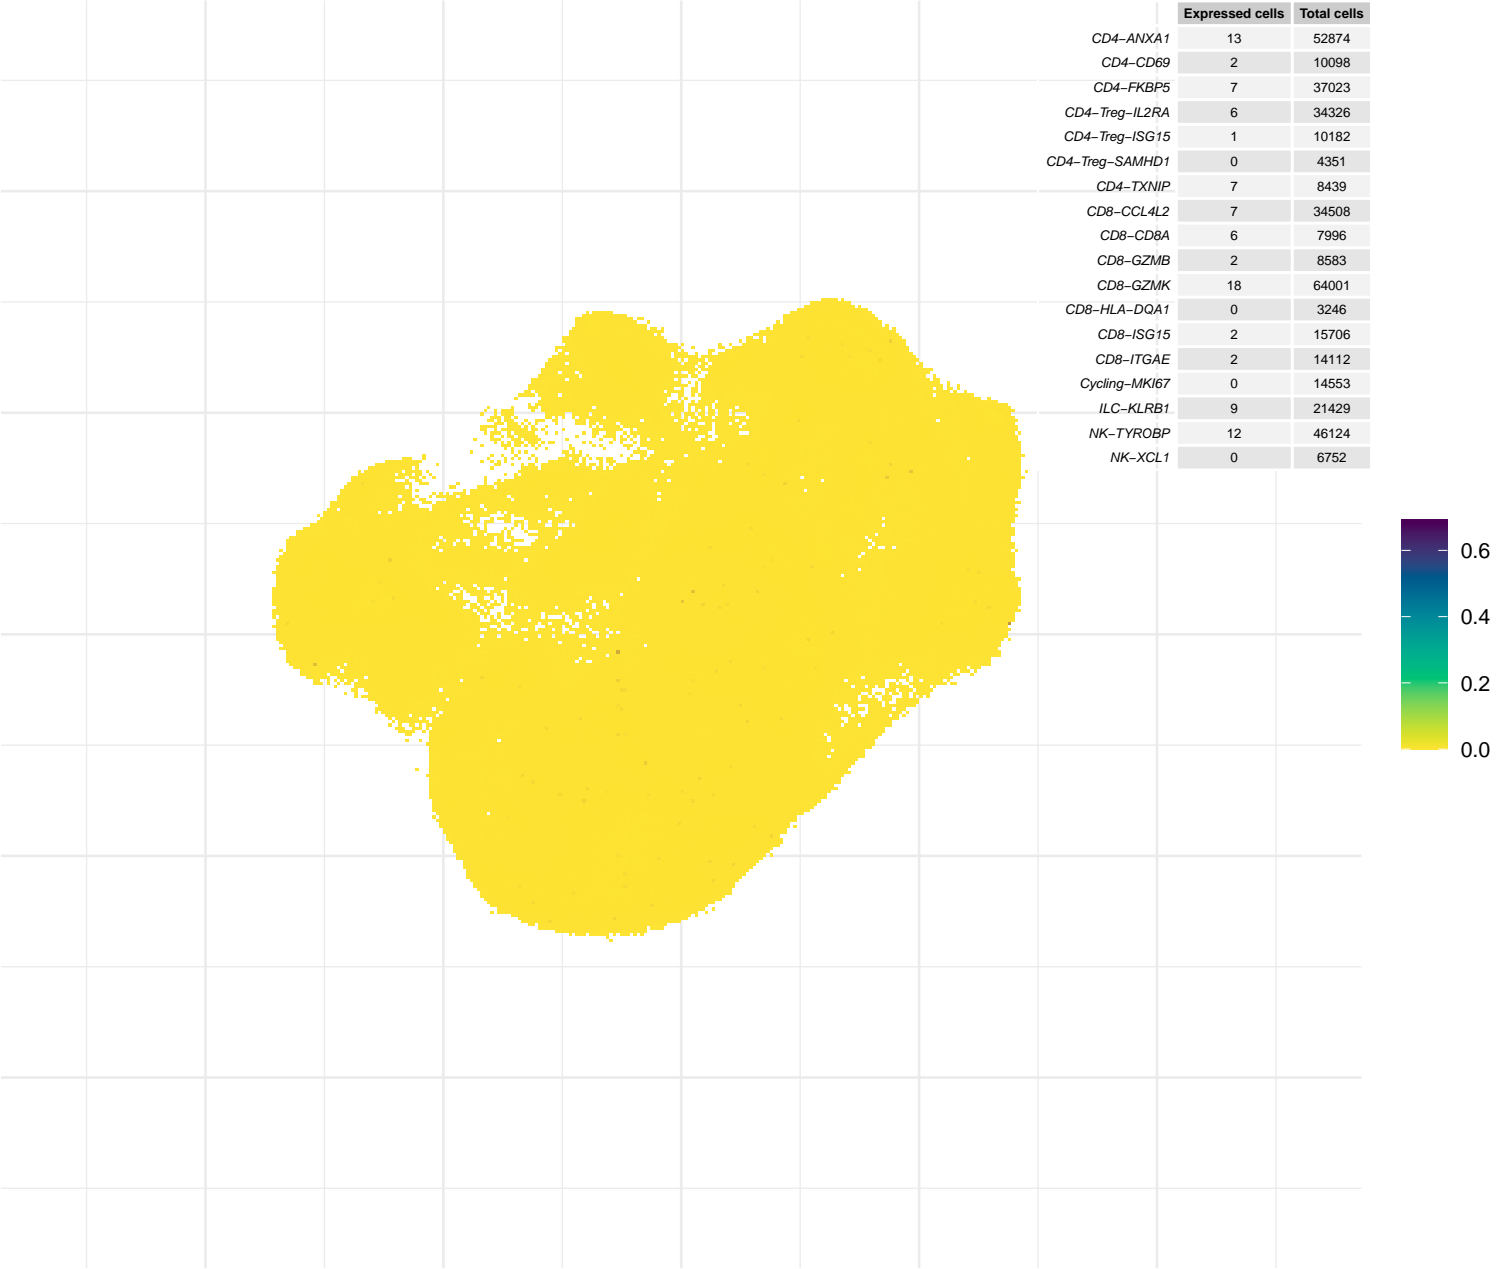 Expressed cells Total cells
CD4−ANXA1 13 52874
CD4−CD69 2 10098
CD4−FKBP5 7 37023
CD4−Treg−IL2RA 6 34326
CD4−Treg−ISG15 1 10182
CD4−Treg−SAMHD1 0 4351
CD4−TXNIP 7 8439
CD8−CCL4L2 7 34508
CD8−CD8A 6 7996
CD8−GZMB 2 8583
CD8−GZMK 18 64001
CD8−HLA−DQA1 0 3246
CD8−ISG15 2 15706
CD8−ITGAE 2 14112
Cycling−MKI67 0 14553
ILC−KLRB1 9 21429
NK−TYROBP 12 46124
NK−XCL1 0 6752
0.6
0.4
0.2
0.0